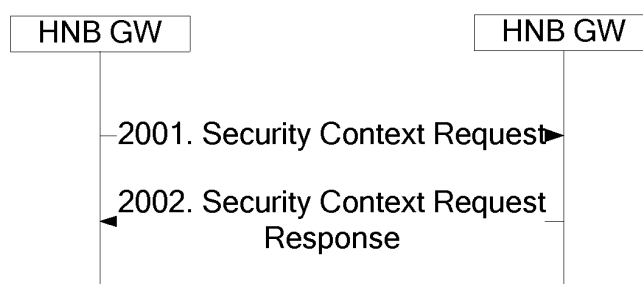 HNB GW
HNB GW
2001. Security Context Request
2002. Security Context Request
Response